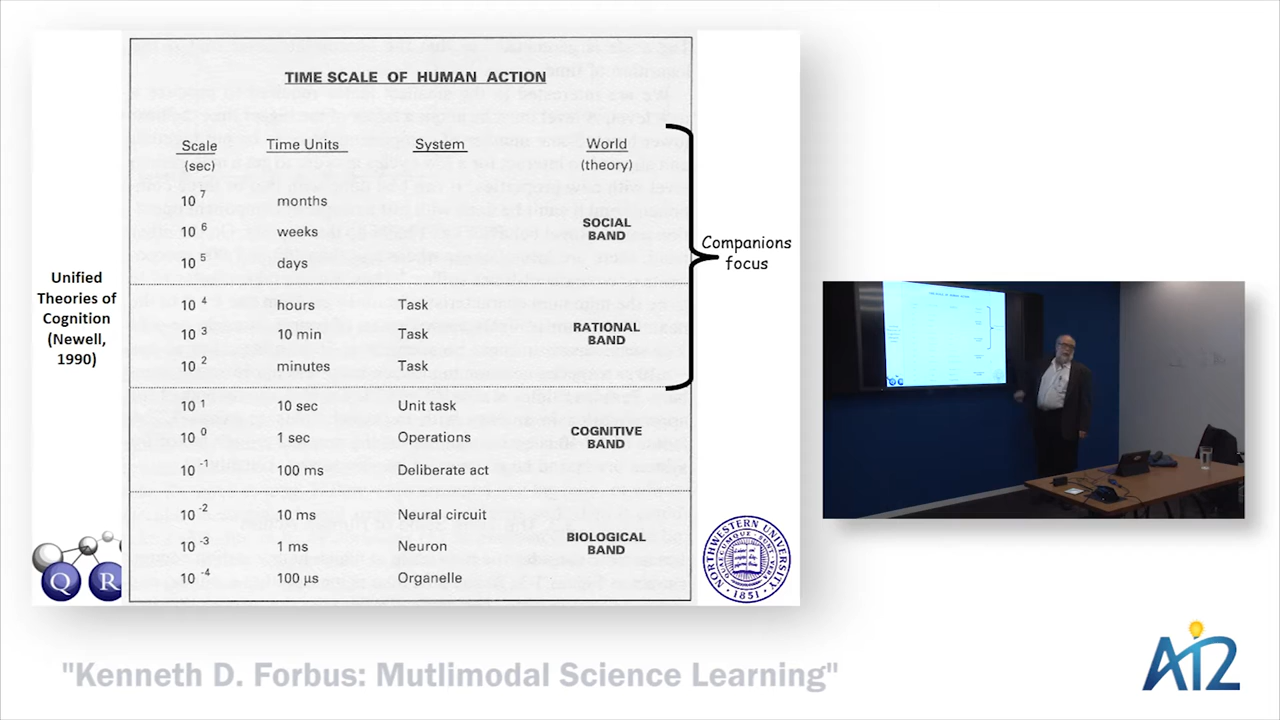 TIME SCALE OF HUMAN ACTION
Scale Time Units System World
(sec) (theory)
10 7 months
10 6 weeks SOCIAL BAND
10 5 days
10 4 hours Task
10 3 10 min Task RATIONAL BAND
10 2 minutes Task
10 1 10 sec Unit task
10 0 1 sec Operations COGNITIVE BAND
10 -1 100 ms Deliberate act
10 -2 10 ms Neural circuit
10 -3 1 ms Neuron BIOLOGICAL BAND
10 -4 100 µs Organelle
Unified
Theories of
Cognition
(Newell,
1990)
Companions
focus
Q R
NORTHWESTERN UNIVERSITY
1851
"Kenneth D. Forbus: Mutlimodal Science Learning"
Ai2